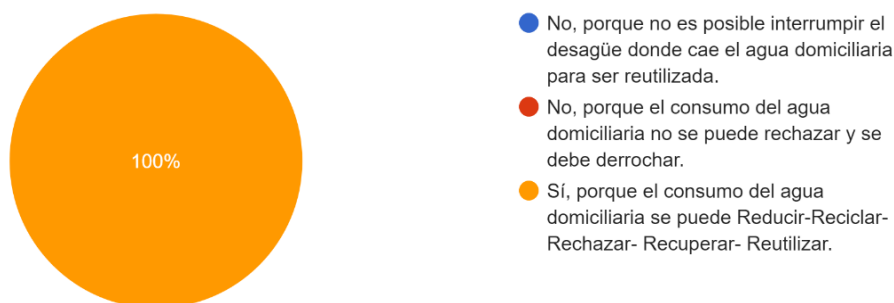 100%
No, porque no es posible interrumpir el
desagüe donde cae el agua domiciliaria
para ser reutilizada.
No, porque el consumo del agua
domiciliaria no se puede rechazar y se
debe derrochar.
Sí, porque el consumo del agua
domiciliaria se puede Reducir-Reciclar-
Rechazar- Recuperar- Reutilizar.